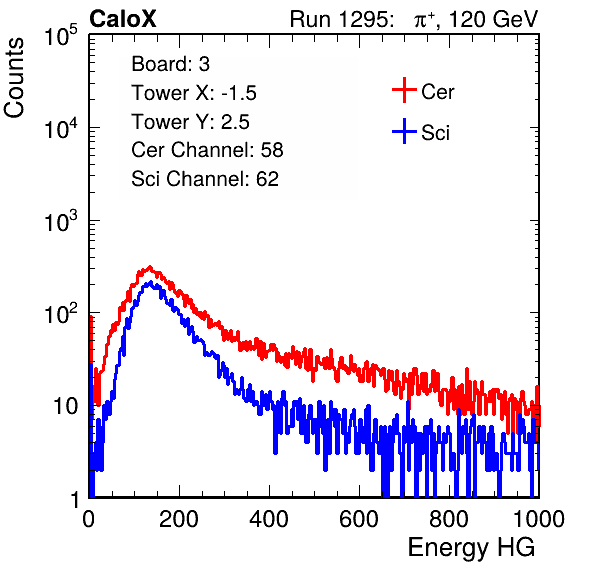 CaloX Run 1295: π⁺, 120 GeV
Counts
10⁵
10⁴
10³
10²
10
1
Board: 3
Tower X: -1.5
Tower Y: 2.5
Cer Channel: 58
Sci Channel: 62
Cer
Sci
0 200 400 600 800 1000
Energy HG